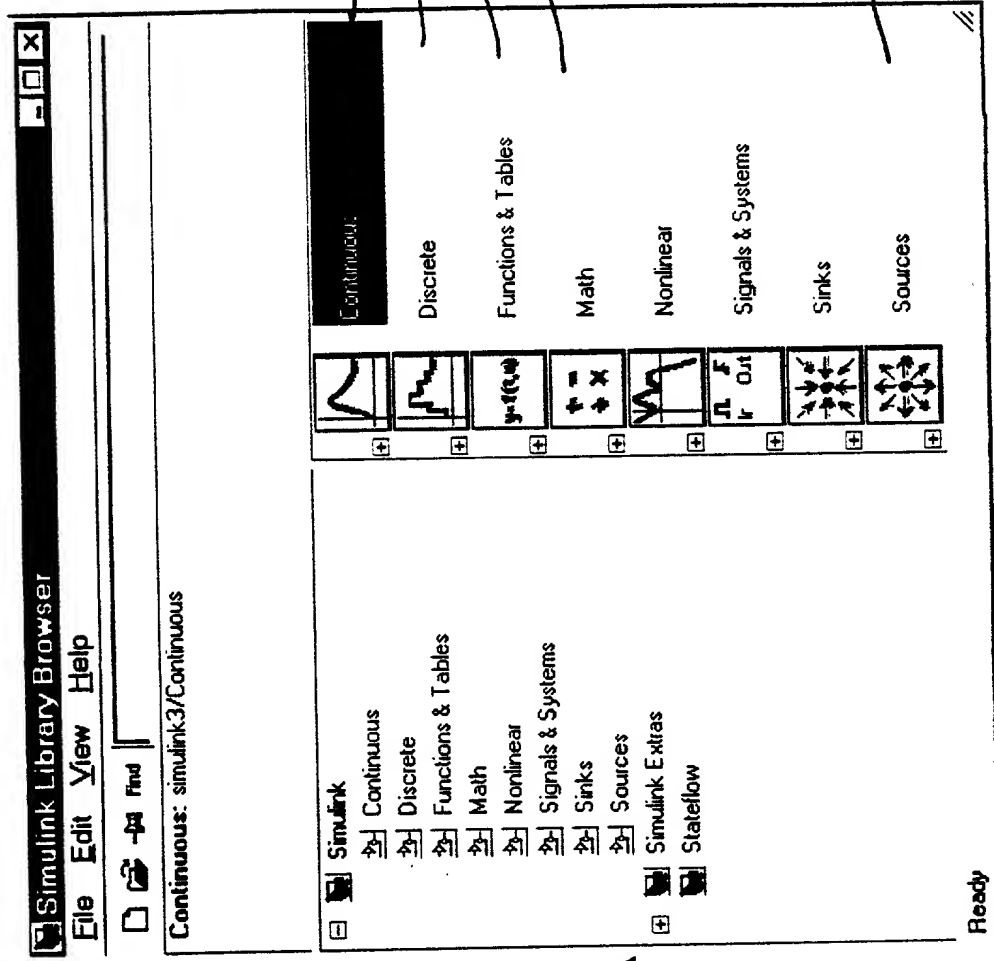 Simulink Library Browser
File Edit View Help
Find
Continuous: simulink3/Continuous
Simulink
Continuous
Discrete
Functions & Tables
Math
Nonlinear
Signals & Systems
Sinks
Sources
Simulink Extras
Stateflow
Continuous
Discrete
y=f(t,u)
Functions & Tables
+ −
+ ×
Math
Nonlinear
Out
Signals & Systems
Sinks
Sources
Ready